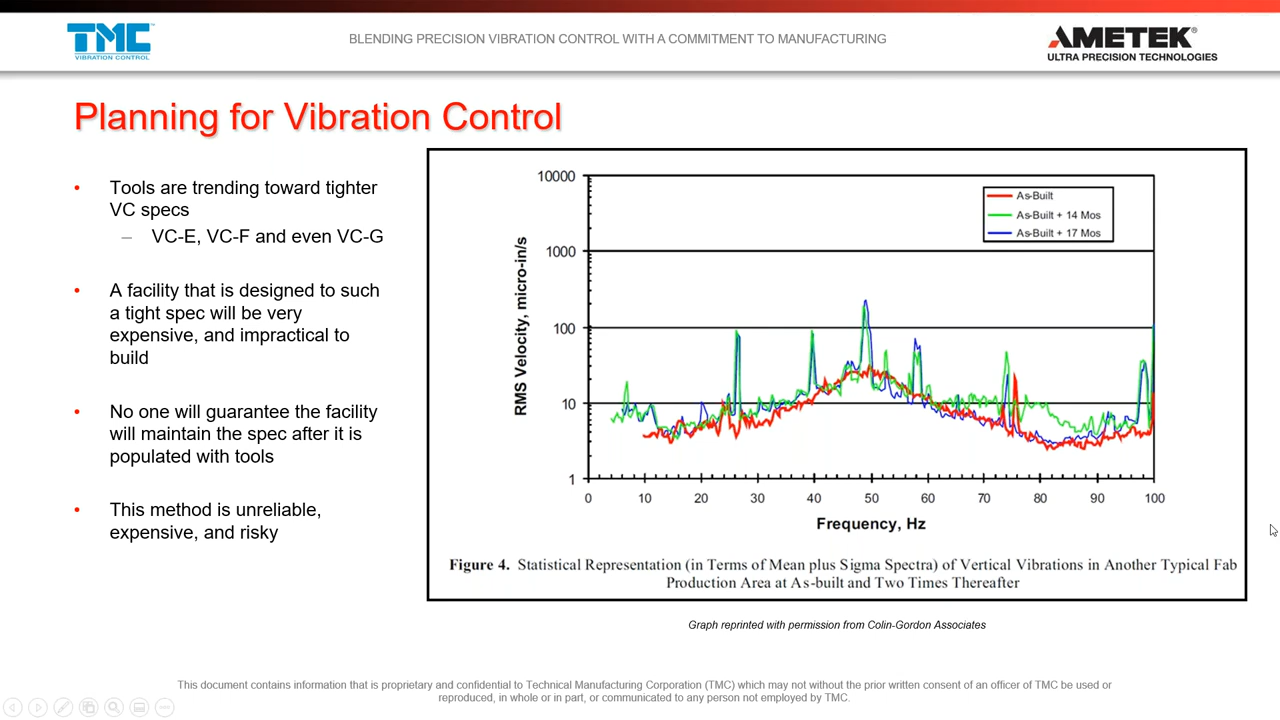 TMC
VIBRATION CONTROL
BLENDING PRECISION VIBRATION CONTROL WITH A COMMITMENT TO MANUFACTURING
AMETEK®
ULTRA PRECISION TECHNOLOGIES
Planning for Vibration Control
• Tools are trending toward tighter
VC specs
– VC-E, VC-F and even VC-G
• A facility that is designed to such
a tight spec will be very
expensive, and impractical to
build
• No one will guarantee the facility
will maintain the spec after it is
populated with tools
• This method is unreliable,
expensive, and risky
RMS Velocity, micro-in/s
10000
1000
100
10
1
As-Built
As-Built + 14 Mos
As-Built + 17 Mos
0 10 20 30 40 50 60 70 80 90 100
Frequency, Hz
Figure 4. Statistical Representation (in Terms of Mean plus Sigma Spectra) of Vertical Vibrations in Another Typical Fab
Production Area at As-built and Two Times Thereafter
Graph reprinted with permission from Colin-Gordon Associates
This document contains information that is proprietary and confidential to Technical Manufacturing Corporation (TMC) which may not without the prior written consent of an officer of TMC be used or
reproduced, in whole or in part, or communicated to any person not employed by TMC.